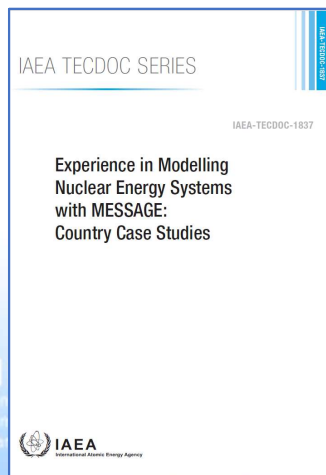 IAEA TECDOC SERIES
IAEA-TECDOC-1837
IAEA-TECDOC-1837
Experience in Modelling
Nuclear Energy Systems
with MESSAGE:
Country Case Studies
IAEA
International Atomic Energy Agency